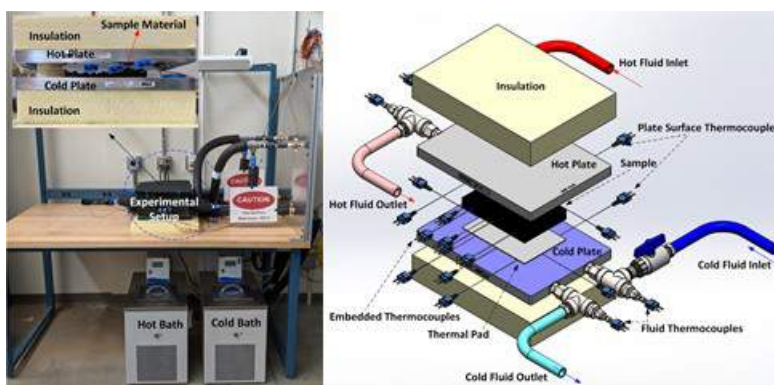 Sample Material
Insulation
Hot Plate
Cold Plate
Insulation
Experimental
Setup
CAUTION
CAUTION
Hot Bath
Cold Bath
Hot Fluid Inlet
Insulation
Plate Surface Thermocouple
Hot Plate
Sample
Hot Fluid Outlet
Cold Plate
Cold Fluid Inlet
Embedded Thermocouples
Thermal Pad
Fluid Thermocouples
Cold Fluid Outlet